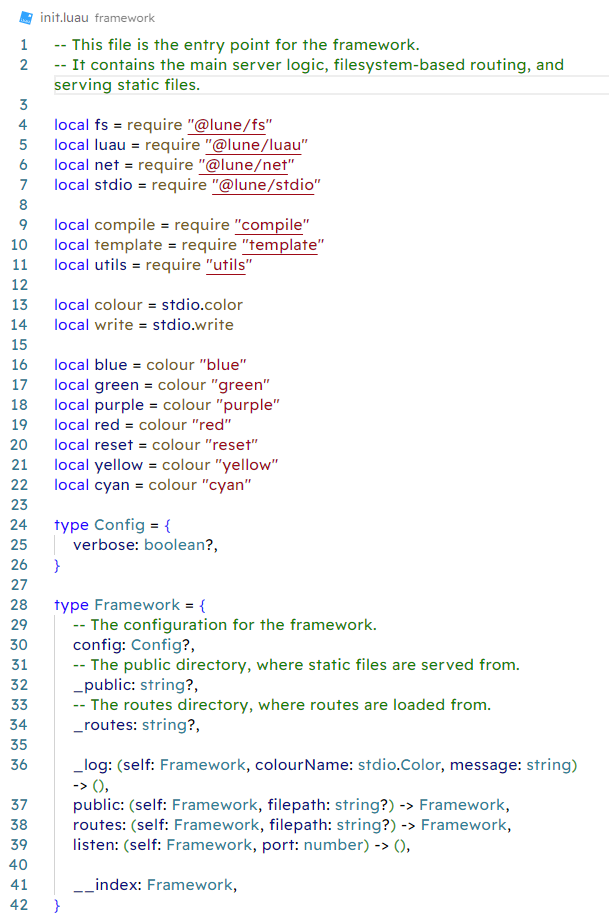 init.luau framework
1 -- This file is the entry point for the framework.
2 -- It contains the main server logic, filesystem-based routing, and
serving static files.
3
4 local fs = require "@lune/fs"
5 local luau = require "@lune/luau"
6 local net = require "@lune/net"
7 local stdio = require "@lune/stdio"
8
9 local compile = require "compile"
10 local template = require "template"
11 local utils = require "utils"
12
13 local colour = stdio.color
14 local write = stdio.write
15
16 local blue = colour "blue"
17 local green = colour "green"
18 local purple = colour "purple"
19 local red = colour "red"
20 local reset = colour "reset"
21 local yellow = colour "yellow"
22 local cyan = colour "cyan"
23
24 type Config = {
25 verbose: boolean?,
26 }
27
28 type Framework = {
29 -- The configuration for the framework.
30 config: Config?,
31 -- The public directory, where static files are served from.
32 _public: string?,
33 -- The routes directory, where routes are loaded from.
34 _routes: string?,
35
36 _log: (self: Framework, colourName: stdio.Color, message: string)
-> (),
37 public: (self: Framework, filepath: string?) -> Framework,
38 routes: (self: Framework, filepath: string?) -> Framework,
39 listen: (self: Framework, port: number) -> (),
40
41 __index: Framework,
42 }